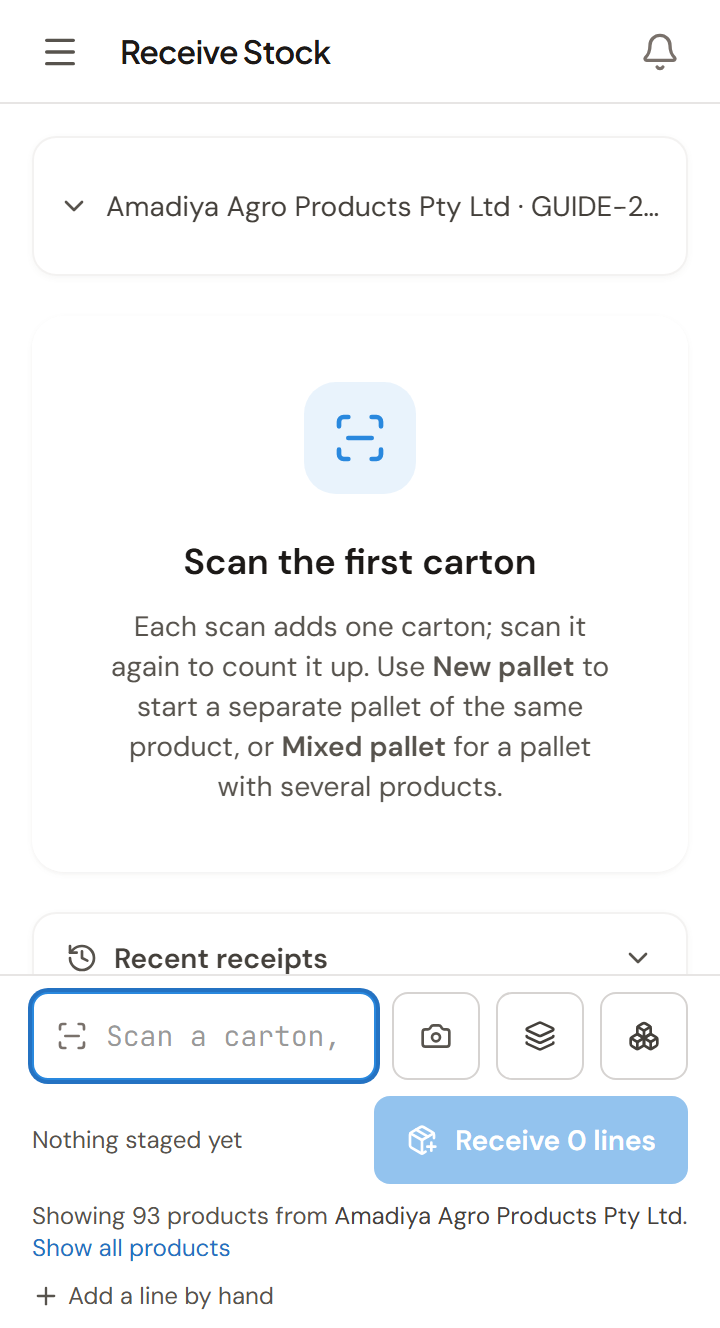 Receive Stock
Amadiya Agro Products Pty Ltd · GUIDE-2...
Scan the first carton
Each scan adds one carton; scan it
again to count it up. Use New pallet to
start a separate pallet of the same
product, or Mixed pallet for a pallet
with several products.
Recent receipts
Scan a carton,
Nothing staged yet
Receive 0 lines
Showing 93 products from Amadiya Agro Products Pty Ltd.
Show all products
Add a line by hand